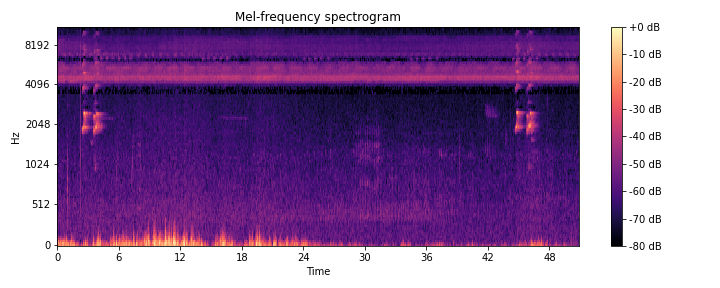 Mel-frequency spectrogram
Hz
8192
4096
2048
1024
512
0
0 6 12 18 24 30 36 42 48
Time
+0 dB
-10 dB
-20 dB
-30 dB
-40 dB
-50 dB
-60 dB
-70 dB
-80 dB